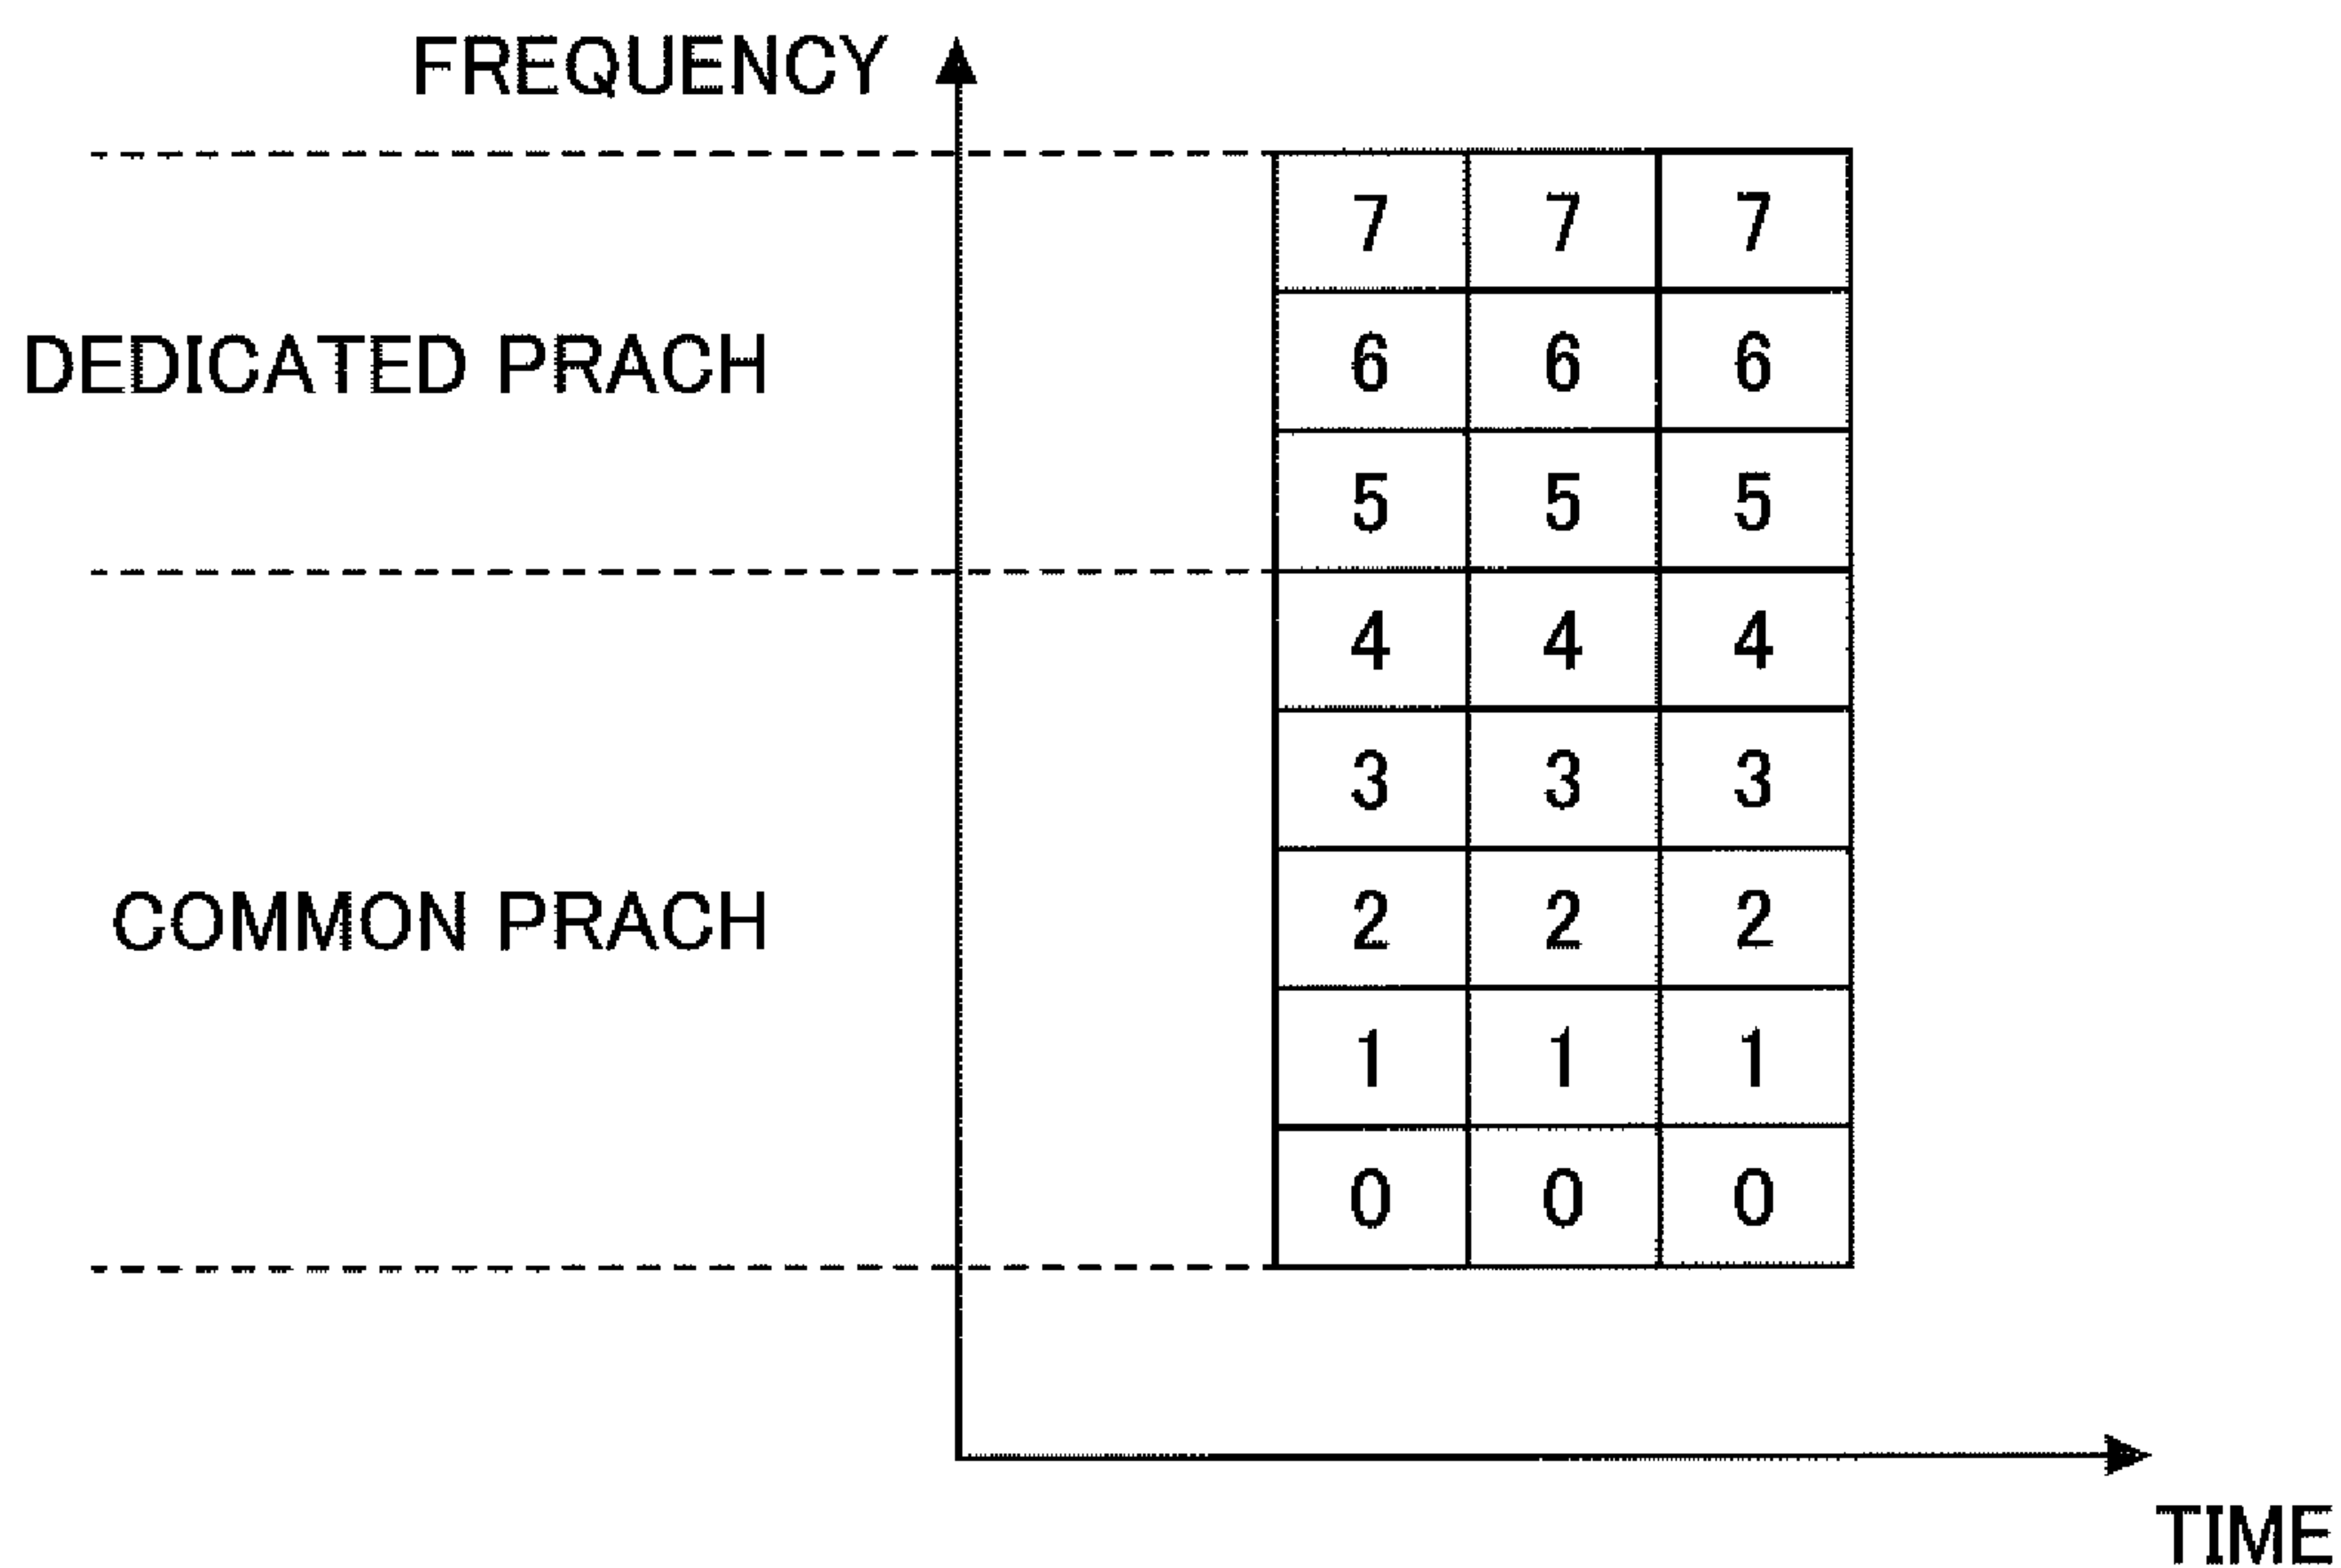 FREQUENCY
7 7 7
DEDICATED PRACH
6 6 6
5 5 5
4 4 4
3 3 3
COMMON PRACH
2 2 2
1 1 1
0 0 0
TIME